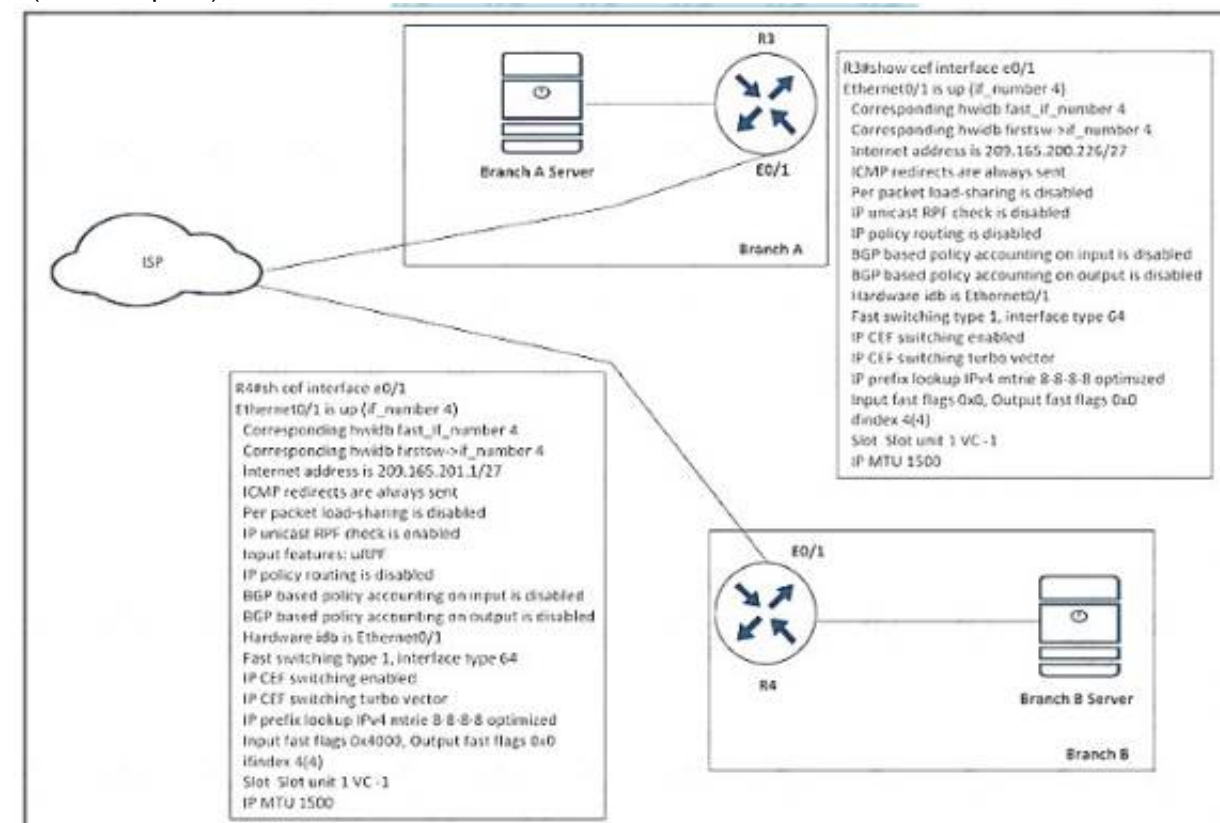 R3
Branch A Server
E0/1
Branch A
ISP
R3#show cef interface e0/1
Ethernet0/1 is up (if_number 4)
Corresponding hwidb fast_if_number 4
Corresponding hwidb firstsw->if_number 4
Internet address is 209.165.200.226/27
ICMP redirects are always sent
Per packet load-sharing is disabled
IP unicast RPF check is disabled
IP policy routing is disabled
BGP based policy accounting on input is disabled
BGP based policy accounting on output is disabled
Hardware idb is Ethernet0/1
Fast switching type 1, interface type 64
IP CEF switching enabled
IP CEF switching turbo vector
IP prefix lookup IPv4 mtrie 8-8-8-8 optimized
Input fast flags 0x0, Output fast flags 0x0
ifindex 4(4)
Slot Slot unit 1 VC -1
IP MTU 1500
R4#sh cef interface e0/1
Ethernet0/1 is up (if_number 4)
Corresponding hwidb fast_if_number 4
Corresponding hwidb firstsw->if_number 4
Internet address is 209.165.201.1/27
ICMP redirects are always sent
Per packet load-sharing is disabled
IP unicast RPF check is enabled
Input features: uRPF
IP policy routing is disabled
BGP based policy accounting on input is disabled
BGP based policy accounting on output is disabled
Hardware idb is Ethernet0/1
Fast switching type 1, interface type 64
IP CEF switching enabled
IP CEF switching turbo vector
IP prefix lookup IPv4 mtrie 8-8-8-8 optimized
Input fast flags 0x4000, Output fast flags 0x0
ifindex 4(4)
Slot Slot unit 1 VC -1
IP MTU 1500
E0/1
R4
Branch B Server
Branch B